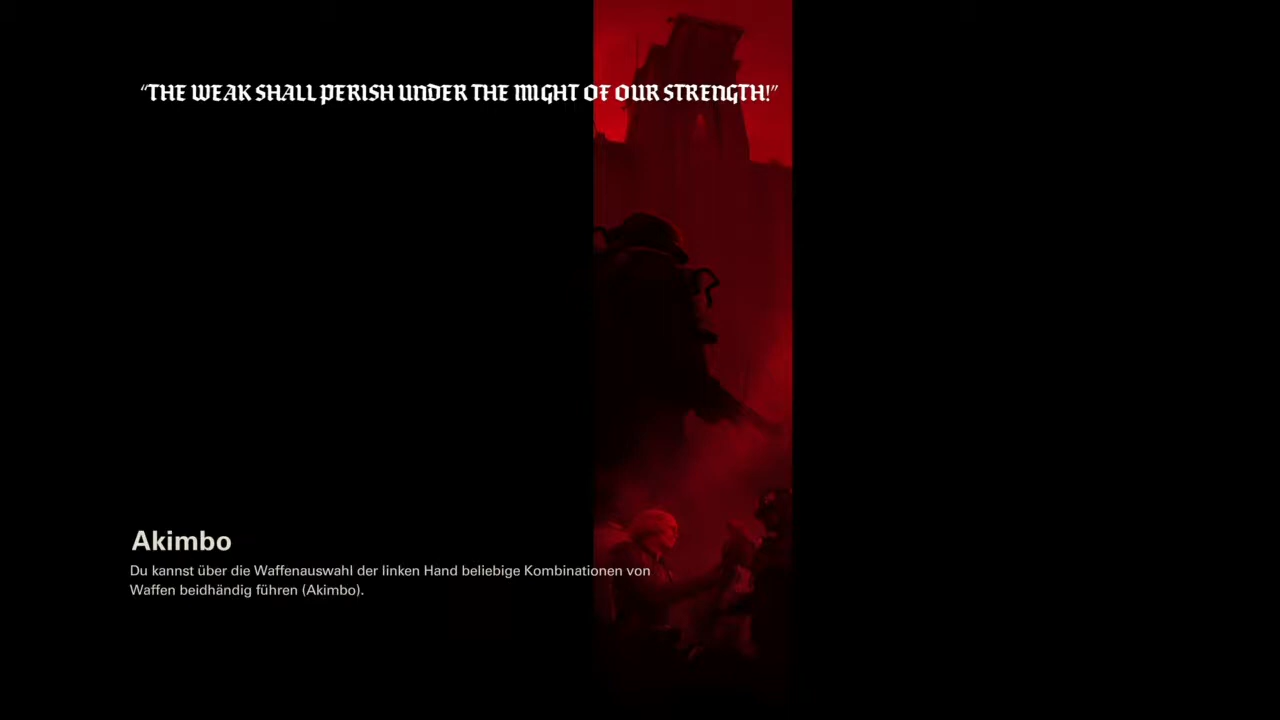 “THE WEAK SHALL PERISH UNDER THE MIGHT OF OUR STRENGTH!”
Akimbo
Du kannst über die Waffenauswahl der linken Hand beliebige Kombinationen von
Waffen beidhändig führen (Akimbo).